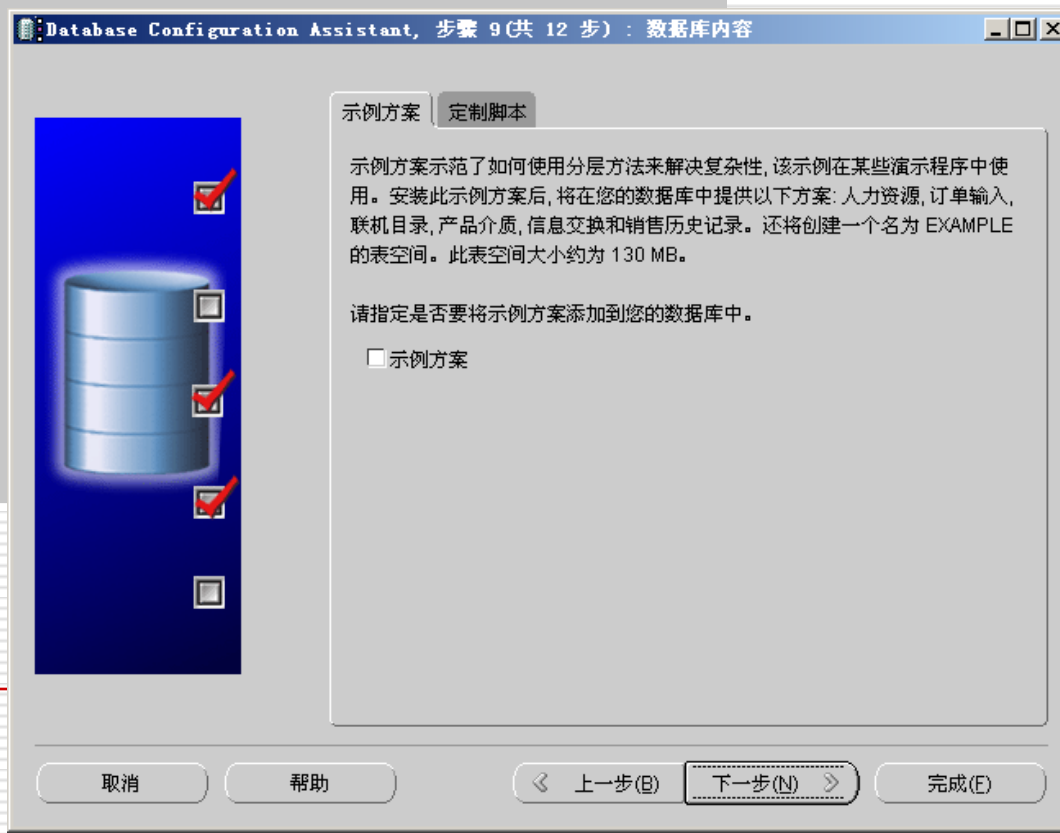 Database Configuration Assistant, 步骤 9(共 12 步) : 数据库内容
示例方案 定制脚本
示例方案示范了如何使用分层方法来解决复杂性, 该示例在某些演示程序中使
用。安装此示例方案后, 将在您的数据库中提供以下方案: 人力资源, 订单输入,
联机目录, 产品介质, 信息交换和销售历史记录。还将创建一个名为 EXAMPLE
的表空间。此表空间大小约为 130 MB。
请指定是否要将示例方案添加到您的数据库中。
示例方案
取消 帮助 上一步(B) 下一步(N) 完成(F)